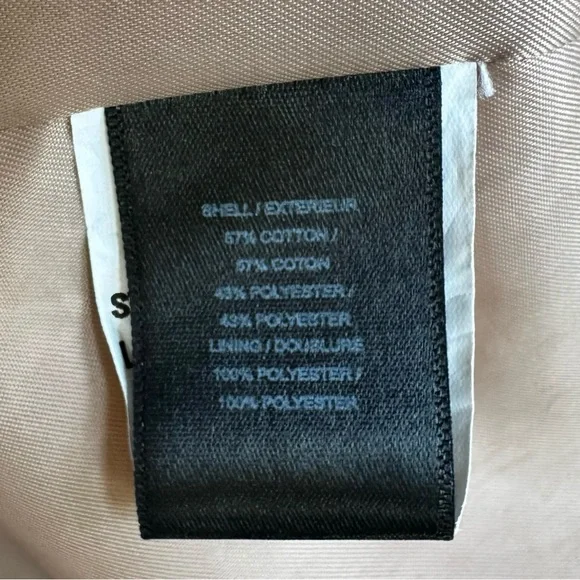 SHELL / EXTERIEUR
57% COTTON /
57% COTON
43% POLYESTER /
43% POLYESTER
LINING / DOUBLURE
100% POLYESTER /
100% POLYESTER
S
L